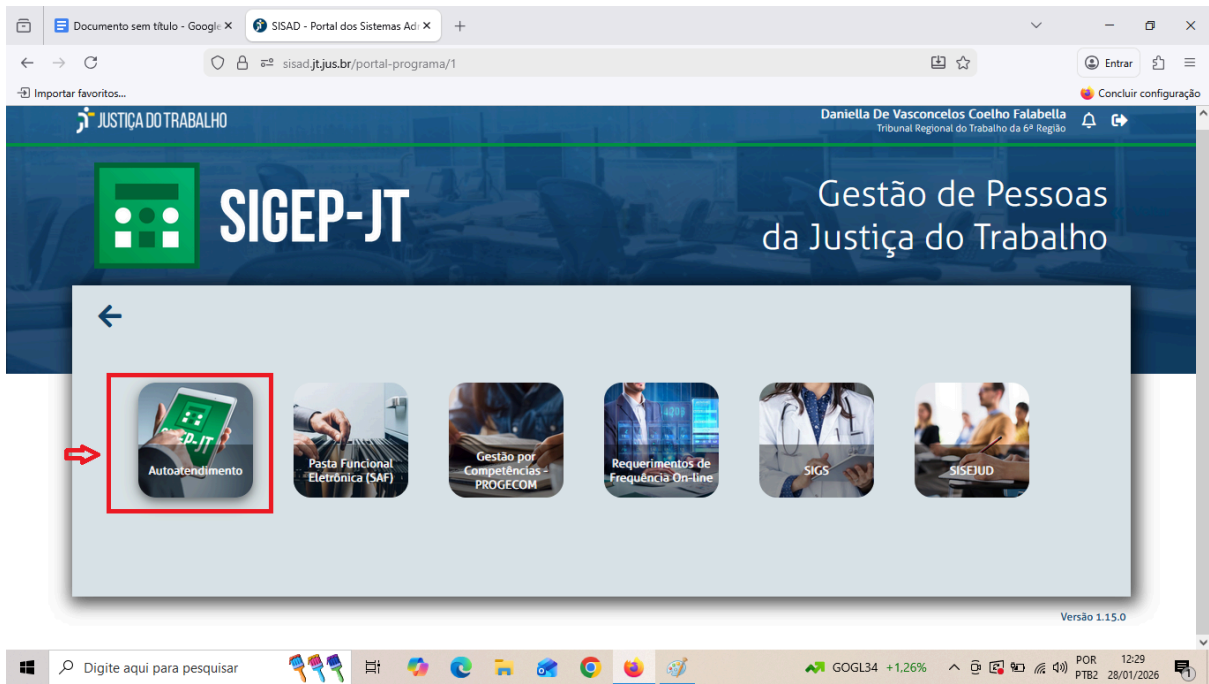 Documento sem título - Google
SISAD - Portal dos Sistemas Adr
sisad.jt.jus.br/portal-programa/1
Entrar
Importar favoritos...
Concluir configuração
JUSTIÇA DO TRABALHO
Daniella De Vasconcelos Coelho Falabella
Tribunal Regional do Trabalho da 6ª Região
SIGEP-JT
Gestão de Pessoas
da Justiça do Trabalho
Autoatendimento
Pasta Funcional
Eletrônica (SAF)
Gestão por
Competências -
PROGECOM
Requerimentos de
Frequência On-line
SIGS
SISEJUD
Versão 1.15.0
Digite aqui para pesquisar
GOGL34 +1,26%
POR
PTB2
12:29
28/01/2026
1